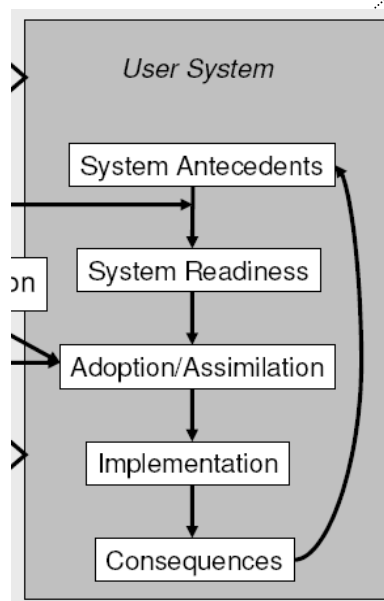 User System
System Antecedents
System Readiness
on
Adoption/Assimilation
Implementation
Consequences